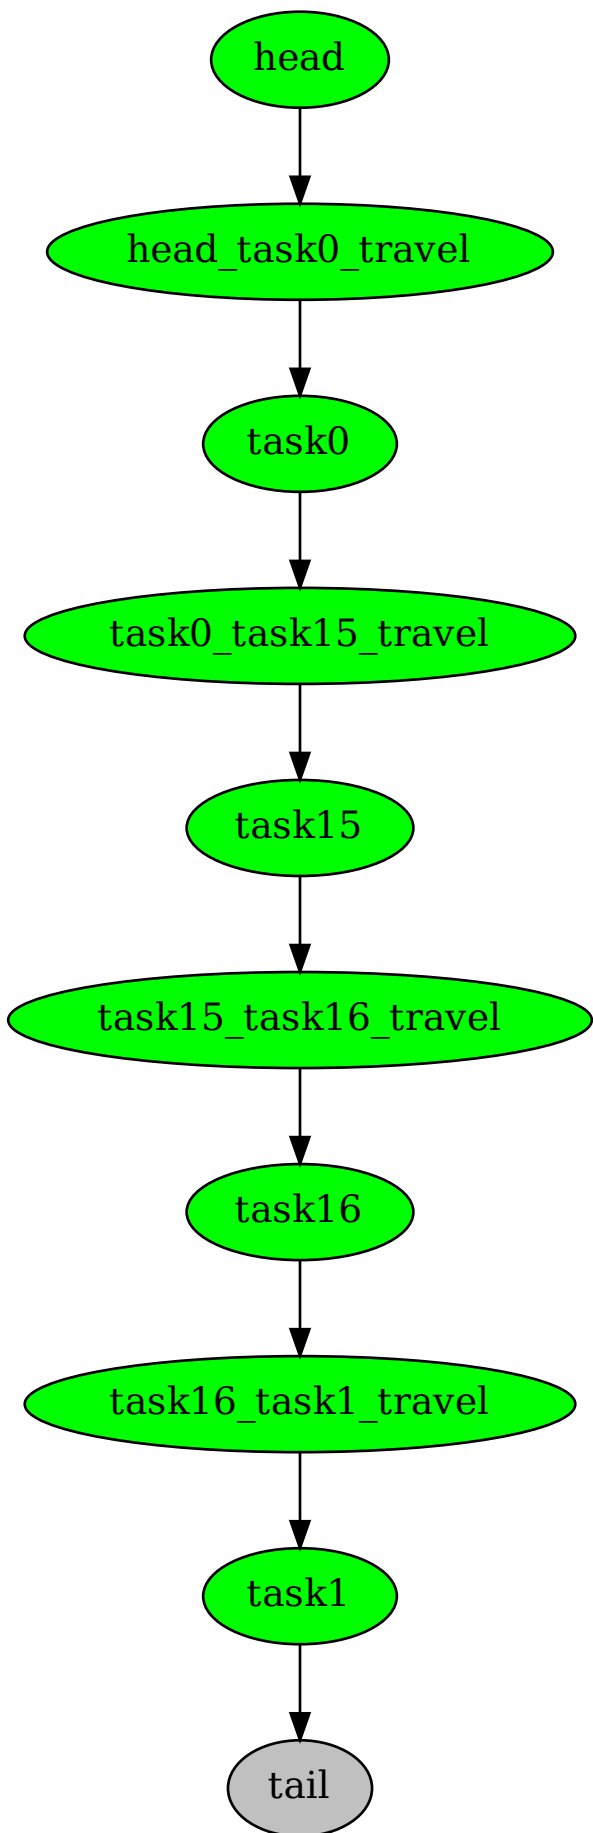 head
head_task0_travel
task0
task0_task15_travel
task15
task15_task16_travel
task16
task16_task1_travel
task1
tail